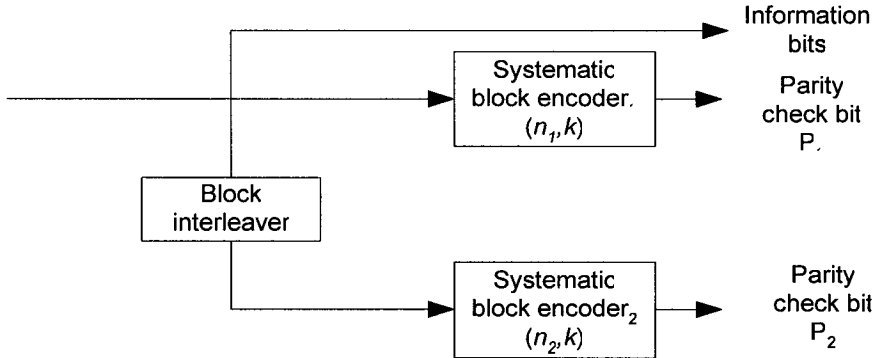 Information
bits
Systematic
block encoder.
(n1,k)
Parity
check bit
P.
Block
interleaver
Systematic
block encoder2
(n2,k)
Parity
check bit
P2